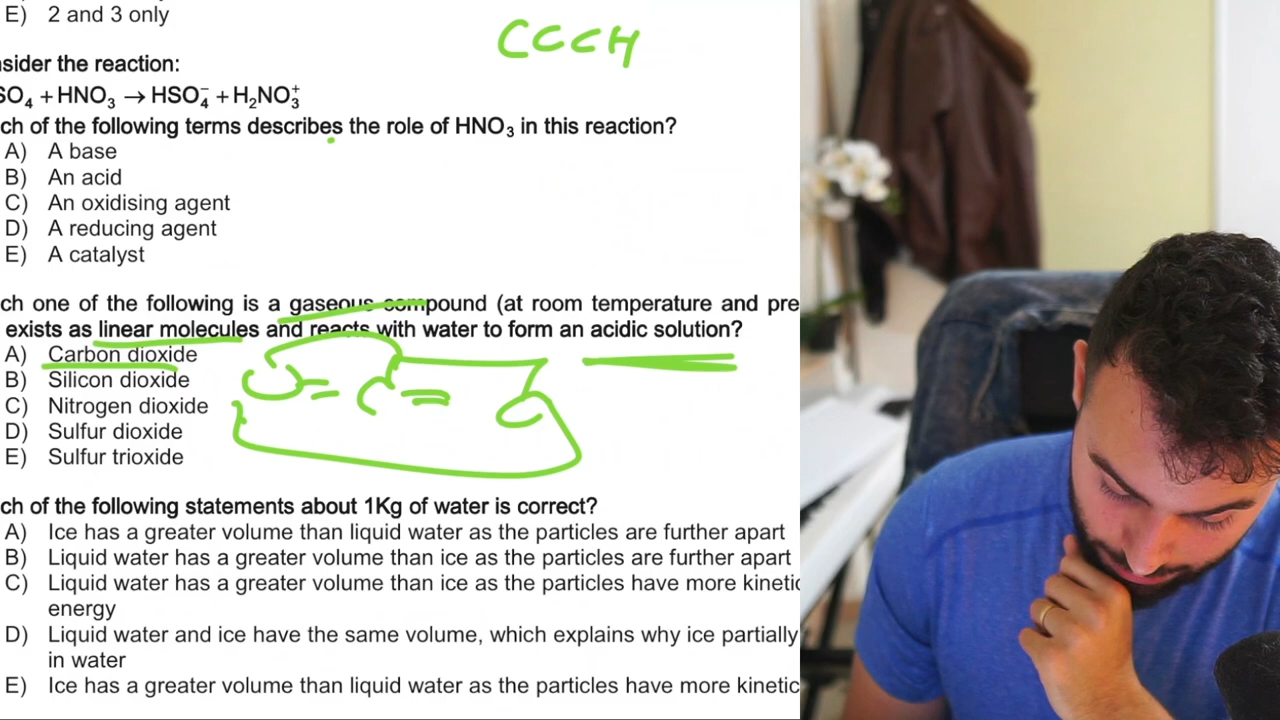 E) 2 and 3 only
CCCH
sider the reaction:
SO₄ + HNO₃ → HSO₄⁻ + H₂NO₃⁺
ch of the following terms describes the role of HNO₃ in this reaction?
A) A base
B) An acid
C) An oxidising agent
D) A reducing agent
E) A catalyst
ch one of the following is a gaseous compound (at room temperature and pre
exists as linear molecules and reacts with water to form an acidic solution?
A) Carbon dioxide
B) Silicon dioxide
C) Nitrogen dioxide
D) Sulfur dioxide
E) Sulfur trioxide
ch of the following statements about 1Kg of water is correct?
A) Ice has a greater volume than liquid water as the particles are further apart
B) Liquid water has a greater volume than ice as the particles are further apart
C) Liquid water has a greater volume than ice as the particles have more kinetic
energy
D) Liquid water and ice have the same volume, which explains why ice partially
in water
E) Ice has a greater volume than liquid water as the particles have more kinetic